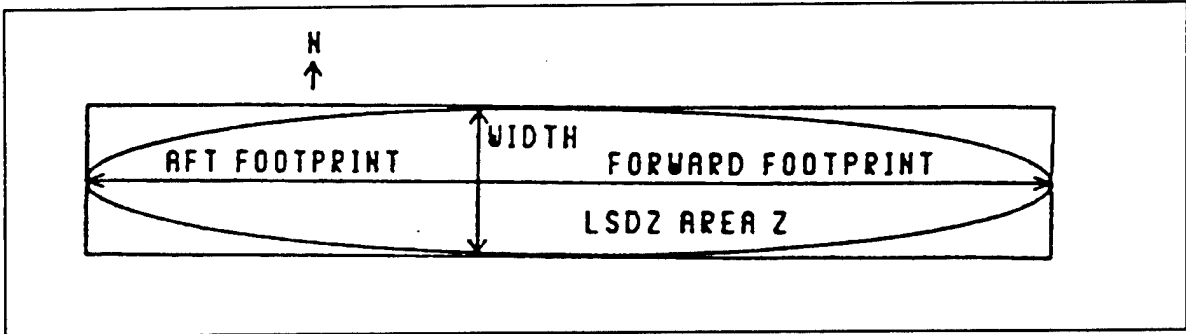 N
WIDTH
AFT FOOTPRINT FORWARD FOOTPRINT
LSDZ AREA Z